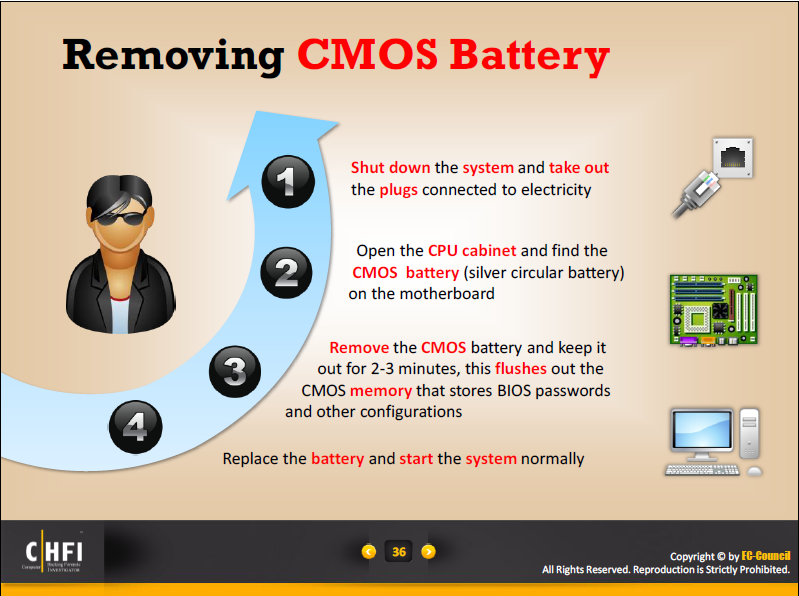 Removing CMOS Battery
1
Shut down the system and take out
the plugs connected to electricity
2
Open the CPU cabinet and find the
CMOS battery (silver circular battery)
on the motherboard
3
Remove the CMOS battery and keep it
out for 2-3 minutes, this flushes out the
CMOS memory that stores BIOS passwords
and other configurations
4
Replace the battery and start the system normally
CHFI
Computer Hacking Forensic
INVESTIGATOR
36
Copyright © by EC-Council
All Rights Reserved. Reproduction is Strictly Prohibited.